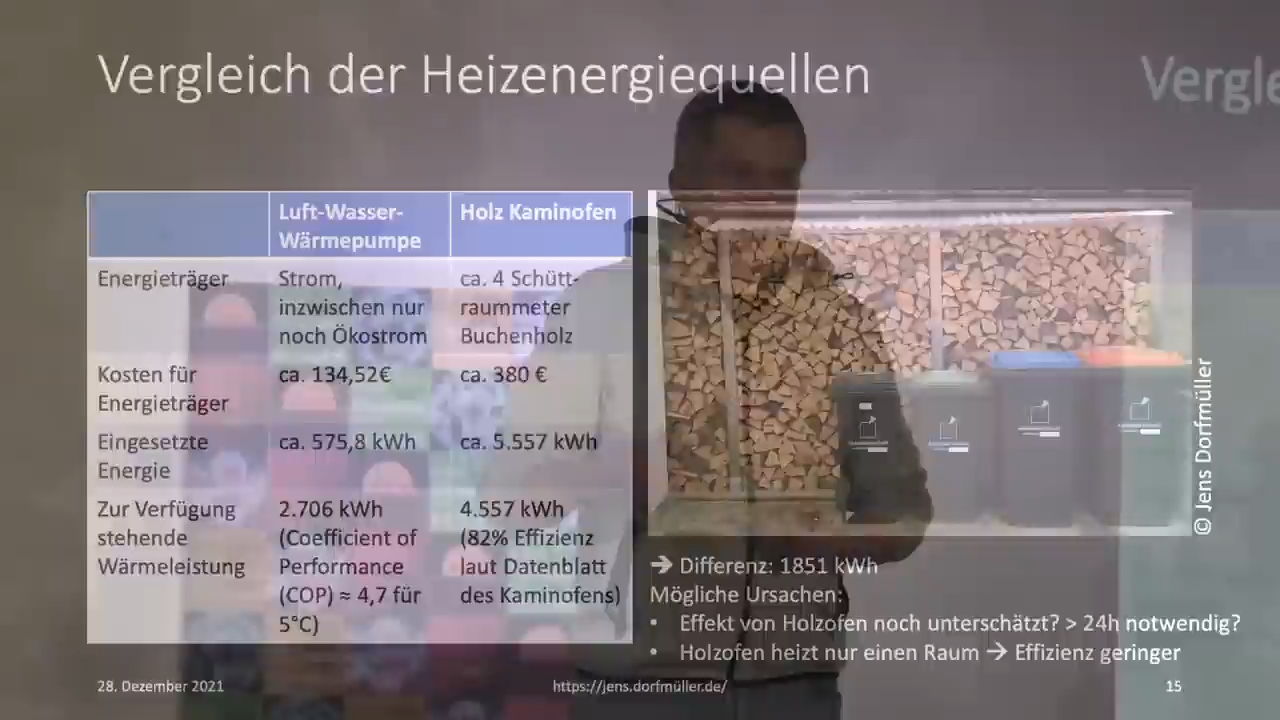 Vergleich der Heizenergiequellen
Vergle
Luft-Wasser-
Wärmepumpe
Holz Kaminofen
Energieträger
Strom,
inzwischen nur
noch Ökostrom
ca. 4 Schütt-
raummeter
Buchenholz
Kosten für
Energieträger
ca. 134,52€
ca. 380 €
Eingesetzte
Energie
ca. 575,8 kWh
ca. 5.557 kWh
Zur Verfügung
stehende
Wärmeleistung
2.706 kWh
(Coefficient of
Performance
(COP) ≈ 4,7 für
5°C)
4.557 kWh
(82% Effizienz
laut Datenblatt
des Kaminofens)
© Jens Dorfmüller
→ Differenz: 1851 kWh
Mögliche Ursachen:
• Effekt von Holzofen noch unterschätzt? > 24h notwendig?
• Holzofen heizt nur einen Raum → Effizienz geringer
28. Dezember 2021
https://jens.dorfmüller.de/
15